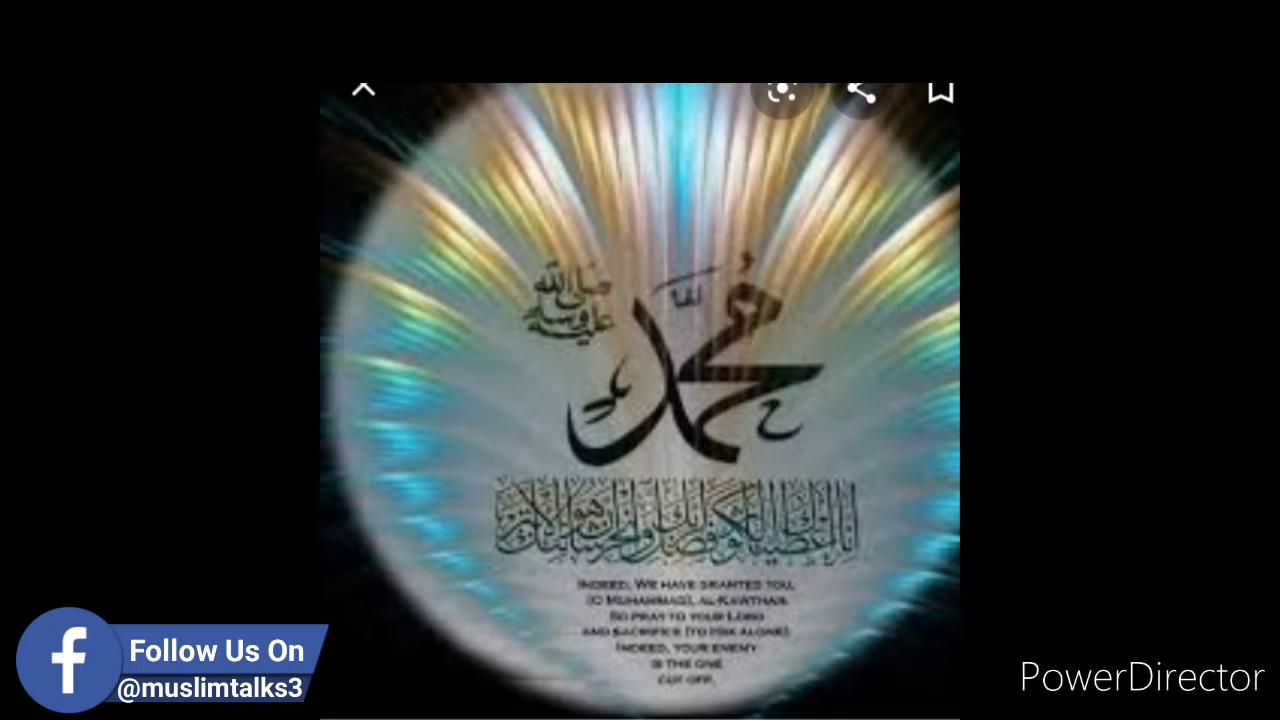 صلى الله
عليه وسلم
محمد
إنا أعطيناك الكوثر فصل لربك وانحر إن شانئك هو الأبتر
INDEED, WE HAVE GRANTED YOU,
[O MUHAMMAD], AL-KAWTHAR.
SO PRAY TO YOUR LORD
AND SACRIFICE [TO HIM ALONE].
INDEED, YOUR ENEMY
IS THE ONE
CUT OFF.
Follow Us On
@muslimtalks3
PowerDirector